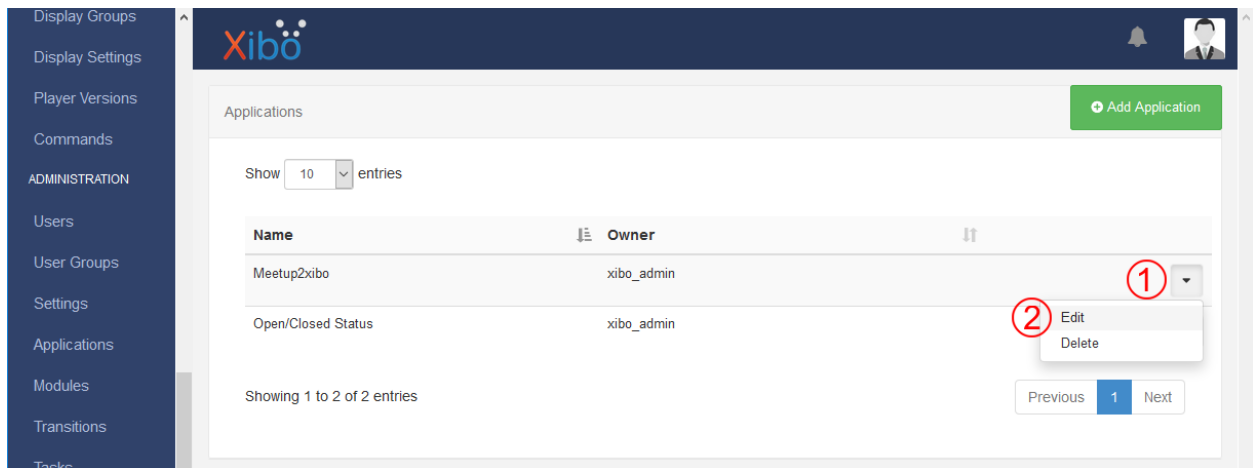 Display Groups
Display Settings
Player Versions
Commands
ADMINISTRATION
Users
User Groups
Settings
Applications
Modules
Transitions
Tasks
Xibo
Applications
Add Application
Show 10 entries
Name Owner
Meetup2xibo xibo_admin
1
Open/Closed Status xibo_admin
2 Edit
Delete
Showing 1 to 2 of 2 entries
Previous 1 Next